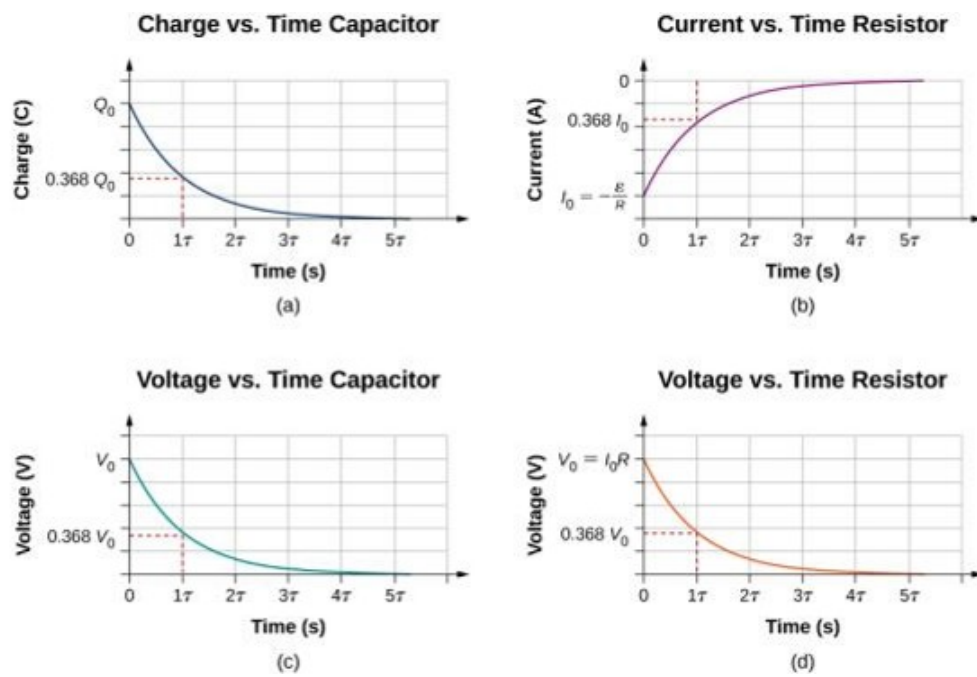 Charge vs. Time Capacitor
Charge (C)
Q₀
0.368 Q₀
0 1τ 2τ 3τ 4τ 5τ
Time (s)
(a)
Current vs. Time Resistor
Current (A)
0
0.368 I₀
I₀ = −ε/R
0 1τ 2τ 3τ 4τ 5τ
Time (s)
(b)
Voltage vs. Time Capacitor
Voltage (V)
V₀
0.368 V₀
0 1τ 2τ 3τ 4τ 5τ
Time (s)
(c)
Voltage vs. Time Resistor
Voltage (V)
V₀ = I₀R
0.368 V₀
0 1τ 2τ 3τ 4τ 5τ
Time (s)
(d)